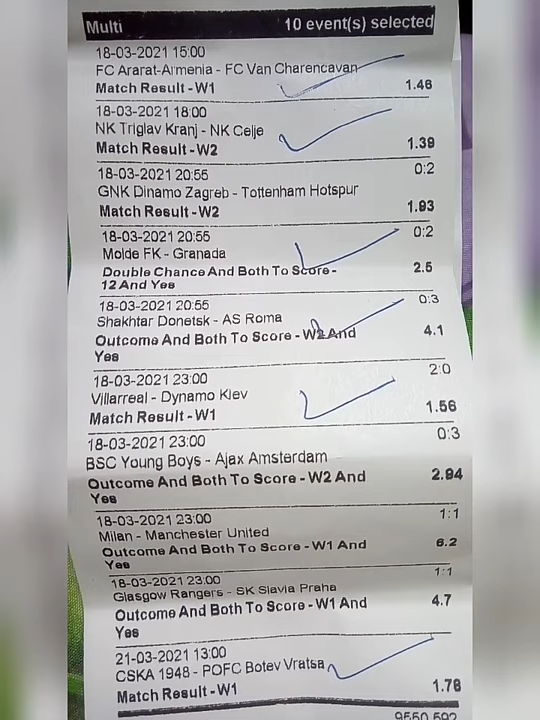 Multi 10 event(s) selected
18-03-2021 15:00
FC Ararat-Armenia - FC Van Charencavan
Match Result - W1 1.46
18-03-2021 18:00
NK Triglav Kranj - NK Celje
Match Result - W2 1.39
18-03-2021 20:55 0:2
GNK Dinamo Zagreb - Tottenham Hotspur
Match Result - W2 1.93
18-03-2021 20:55 0:2
Molde FK - Granada
Double Chance And Both To Score - 2.5
12 And Yes
18-03-2021 20:55 0:3
Shakhtar Donetsk - AS Roma
Outcome And Both To Score - W2 And 4.1
Yes
18-03-2021 23:00 2:0
Villarreal - Dynamo Kiev
Match Result - W1 1.56
18-03-2021 23:00 0:3
BSC Young Boys - Ajax Amsterdam
Outcome And Both To Score - W2 And 2.94
Yes
18-03-2021 23:00 1:1
Milan - Manchester United
Outcome And Both To Score - W1 And 6.2
Yes
18-03-2021 23:00 1:1
Glasgow Rangers - SK Slavia Praha
Outcome And Both To Score - W1 And 4.7
Yes
21-03-2021 13:00
CSKA 1948 - POFC Botev Vratsa
Match Result - W1 1.78